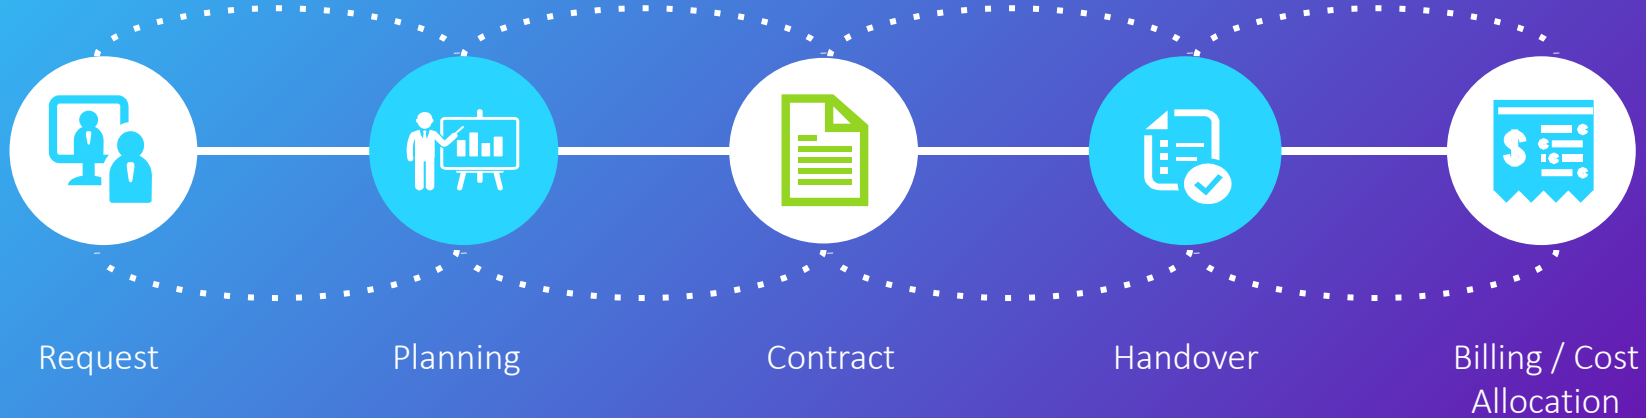 Request
Planning
Contract
Handover
Billing / Cost
Allocation
$